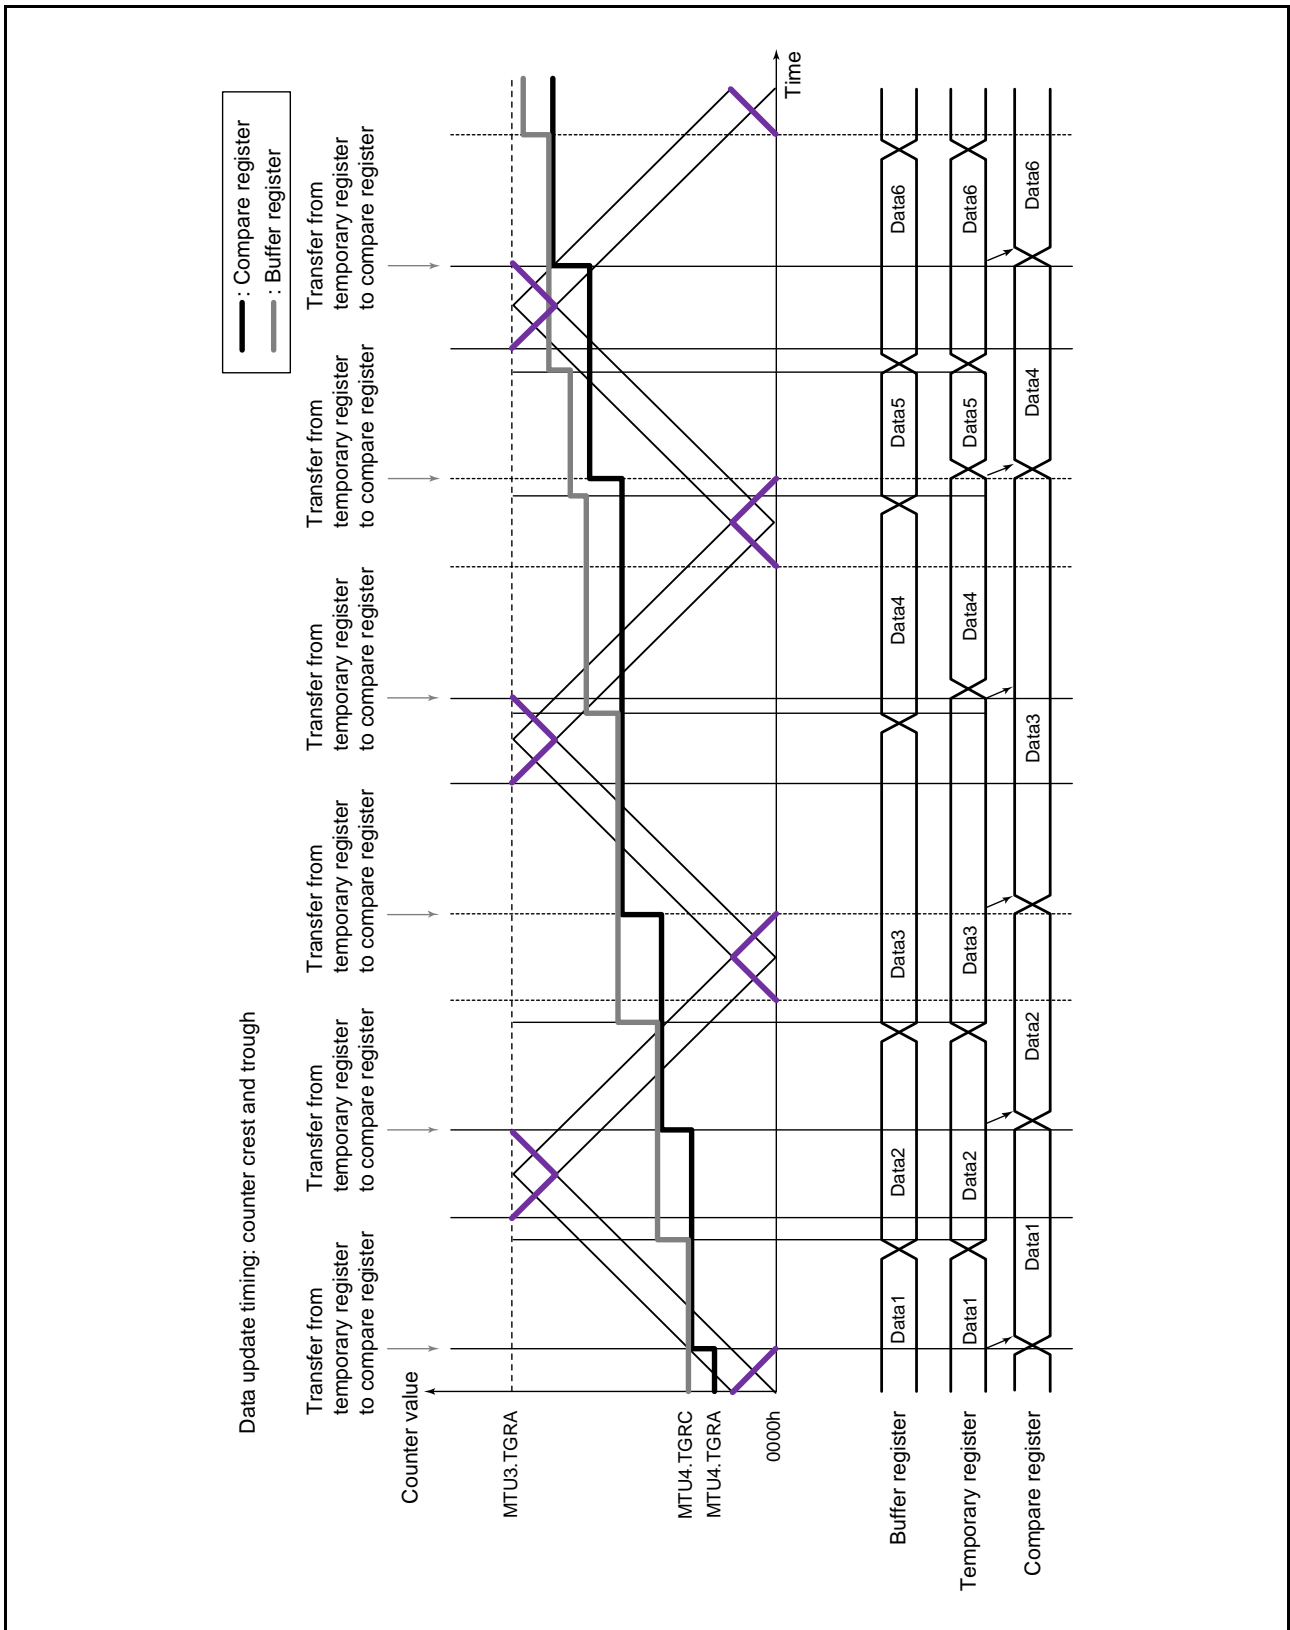 Data update timing: counter crest and trough
: Compare register
: Buffer register
Transfer from
temporary register
to compare register
Transfer from
temporary register
to compare register
Transfer from
temporary register
to compare register
Transfer from
temporary register
to compare register
Transfer from
temporary register
to compare register
Transfer from
temporary register
to compare register
Counter value
MTU3.TGRA
MTU4.TGRC
MTU4.TGRA
0000h
Time
Buffer register
Data1
Data2
Data3
Data4
Data5
Data6
Temporary register
Data1
Data2
Data3
Data4
Data5
Data6
Compare register
Data1
Data2
Data3
Data4
Data6